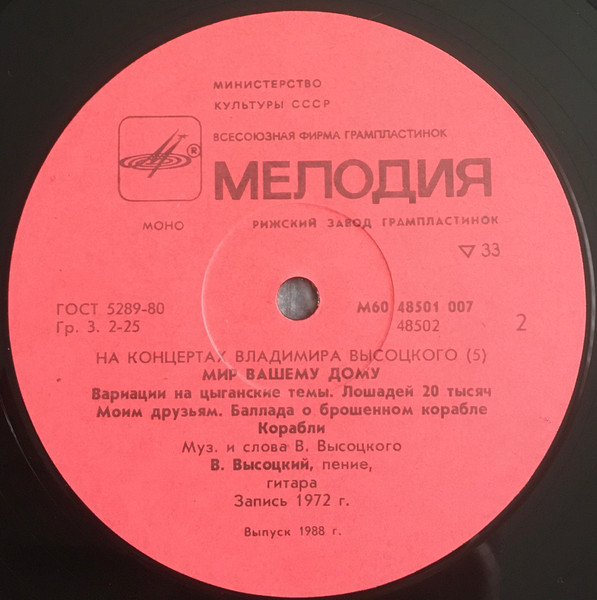 МИНИСТЕРСТВО
КУЛЬТУРЫ СССР
ВСЕСОЮЗНАЯ ФИРМА ГРАМПЛАСТИНОК
®
МЕЛОДИЯ
МОНО РИЖСКИЙ ЗАВОД ГРАМПЛАСТИНОК
▽ 33
ГОСТ 5289-80 М60 48501 007
Гр. 3. 2-25 48502 2
НА КОНЦЕРТАХ ВЛАДИМИРА ВЫСОЦКОГО (5)
МИР ВАШЕМУ ДОМУ
Вариации на цыганские темы. Лошадей 20 тысяч
Моим друзьям. Баллада о брошенном корабле
Корабли
Муз. и слова В. Высоцкого
В. Высоцкий, пение,
гитара
Запись 1972 г.
Выпуск 1988 г.